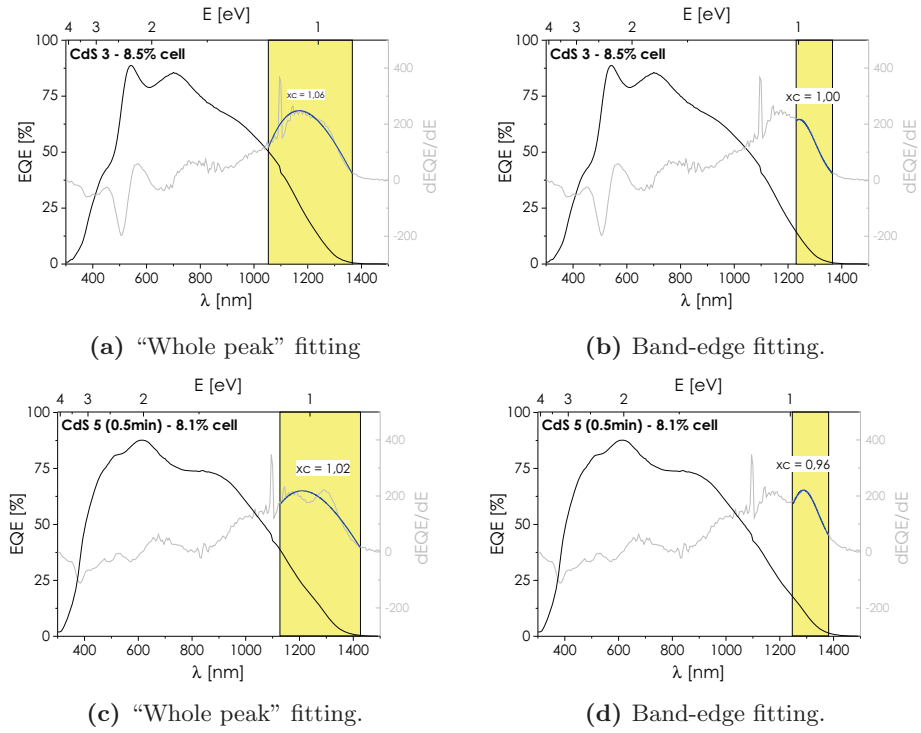 E [eV]
4 3 2 1
100
75
50
25
0
EQE [%]
CdS 3 - 8.5% cell
xc = 1,06
400
200
0
-200
dEQE/dE
400 600 800 1000 1200 1400
λ [nm]
(a) “Whole peak” fitting
E [eV]
4 3 2 1
100
75
50
25
0
EQE [%]
CdS 3 - 8.5% cell
xc = 1,00
400
200
0
-200
dEQE/dE
400 600 800 1000 1200 1400
λ [nm]
(b) Band-edge fitting.
E [eV]
4 3 2 1
100
75
50
25
0
EQE [%]
CdS 5 (0.5min) - 8.1% cell
xc = 1,02
400
200
0
-200
dEQE/dE
400 600 800 1000 1200 1400
λ [nm]
(c) “Whole peak” fitting.
E [eV]
4 3 2 1
100
75
50
25
0
EQE [%]
CdS 5 (0.5min) - 8.1% cell
xc = 0,96
400
200
0
-200
dEQE/dE
400 600 800 1000 1200 1400
λ [nm]
(d) Band-edge fitting.